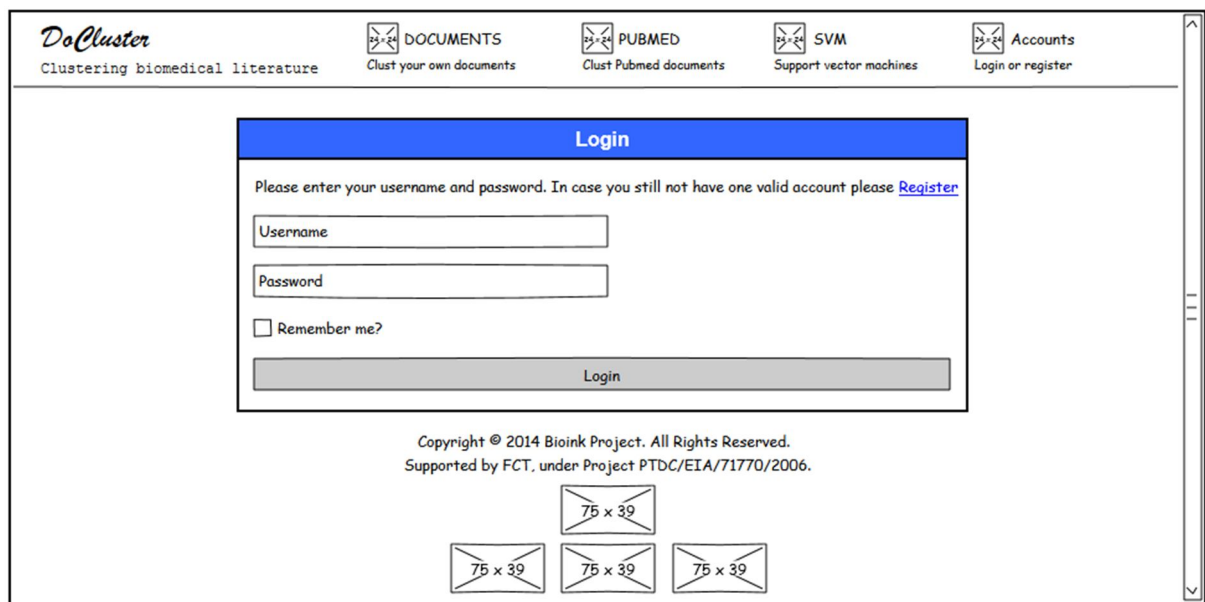 DoCluster
Clustering biomedical literature
24 x 24 DOCUMENTS
Clust your own documents
24 x 24 PUBMED
Clust Pubmed documents
24 x 24 SVM
Support vector machines
24 x 24 Accounts
Login or register
Login
Please enter your username and password. In case you still not have one valid account please Register
Username
Password
Remember me?
Login
Copyright © 2014 Bioink Project. All Rights Reserved.
Supported by FCT, under Project PTDC/EIA/71770/2006.
75 x 39
75 x 39 75 x 39 75 x 39